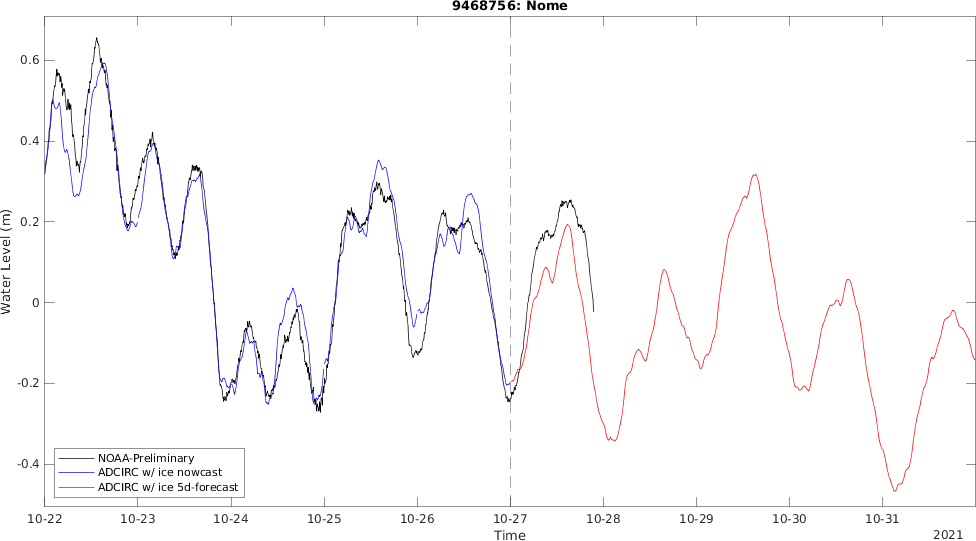 9468756: Nome
Water Level (m)
0.6
0.4
0.2
0
-0.2
-0.4
NOAA-Preliminary
ADCIRC w/ ice nowcast
ADCIRC w/ ice 5d-forecast
10-22 10-23 10-24 10-25 10-26 10-27 10-28 10-29 10-30 10-31
Time
2021